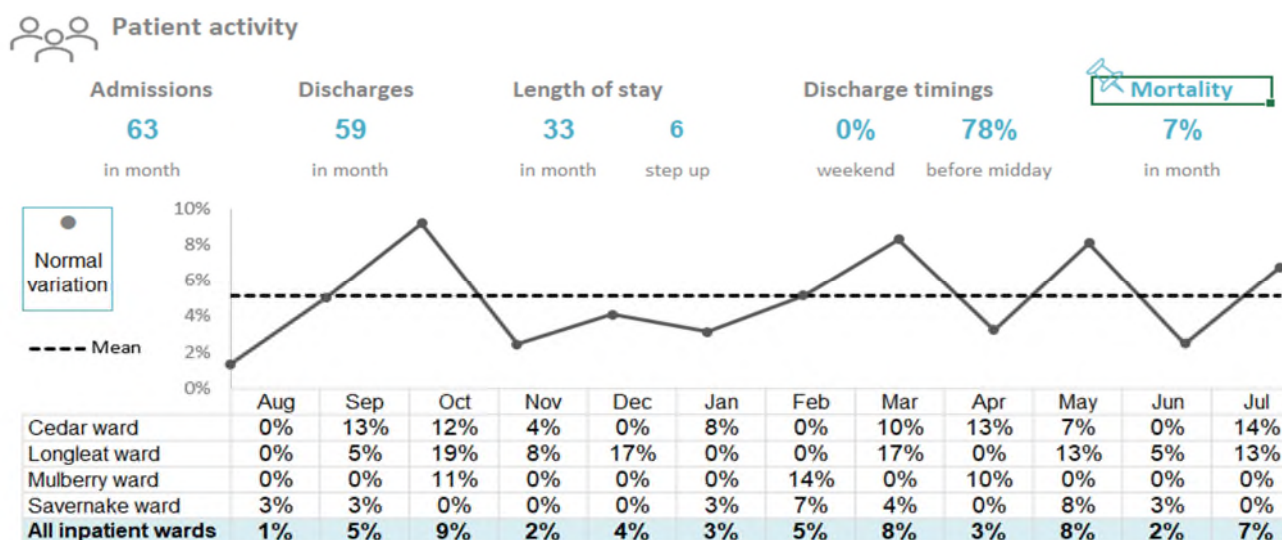 Patient activity
Admissions Discharges Length of stay Discharge timings Mortality
63 59 33 6 0% 78% 7%
in month in month in month step up weekend before midday in month
10%
8%
6%
4%
2%
0%
Normal
variation
Mean
Aug Sep Oct Nov Dec Jan Feb Mar Apr May Jun Jul
Cedar ward 0% 13% 12% 4% 0% 8% 0% 10% 13% 7% 0% 14%
Longleat ward 0% 5% 19% 8% 17% 0% 0% 17% 0% 13% 5% 13%
Mulberry ward 0% 0% 11% 0% 0% 0% 14% 0% 10% 0% 0% 0%
Savernake ward 3% 3% 0% 0% 0% 3% 7% 4% 0% 8% 3% 0%
All inpatient wards 1% 5% 9% 2% 4% 3% 5% 8% 3% 8% 2% 7%